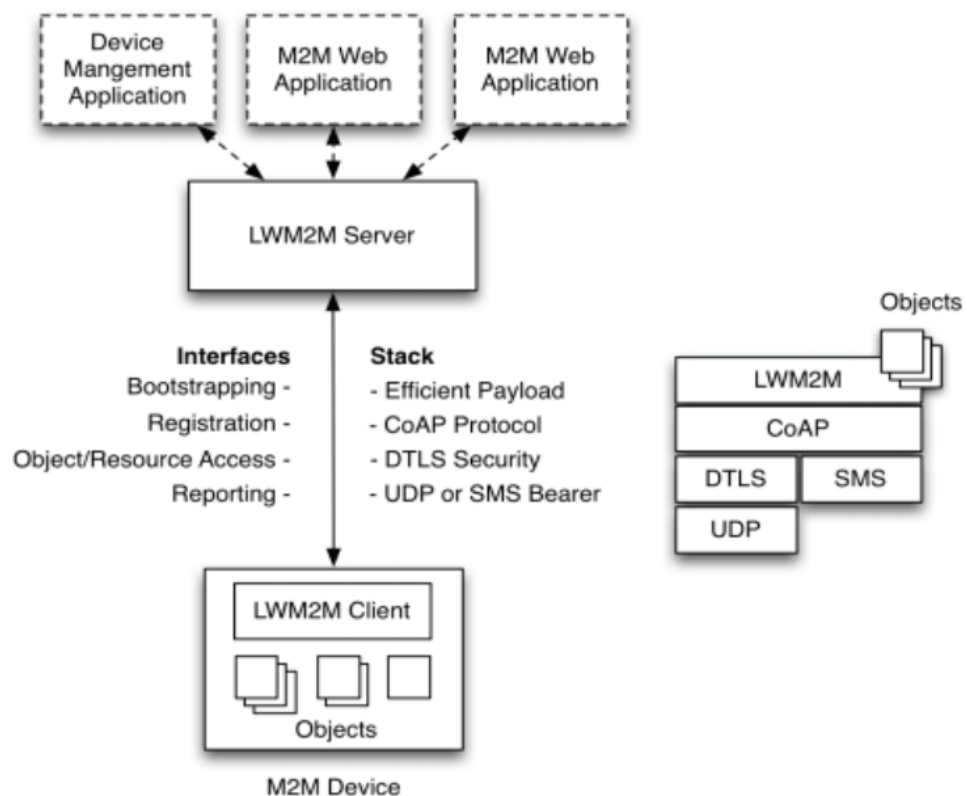 Device
Mangement
Application
M2M Web
Application
M2M Web
Application
LWM2M Server
Interfaces
Bootstrapping -
Registration -
Object/Resource Access -
Reporting -
Stack
- Efficient Payload
- CoAP Protocol
- DTLS Security
- UDP or SMS Bearer
Objects
LWM2M
CoAP
DTLS
SMS
UDP
LWM2M Client
Objects
M2M Device